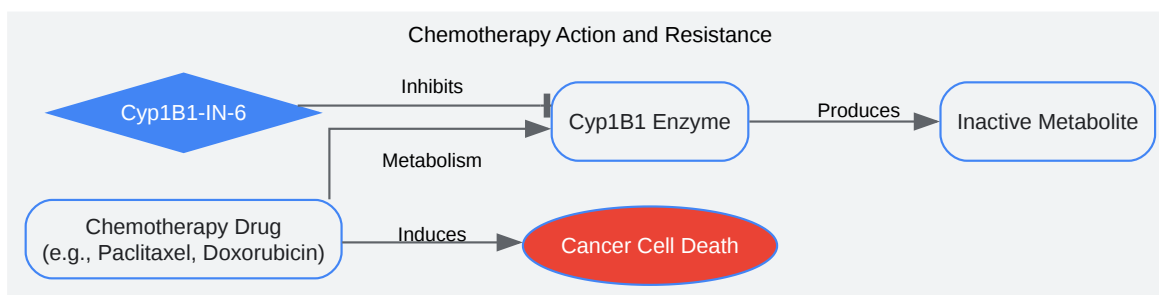 Chemotherapy Action and Resistance
Inhibits
Cyp1B1-IN-6
Cyp1B1 Enzyme
Produces
Inactive Metabolite
Metabolism
Chemotherapy Drug
(e.g., Paclitaxel, Doxorubicin)
Induces
Cancer Cell Death